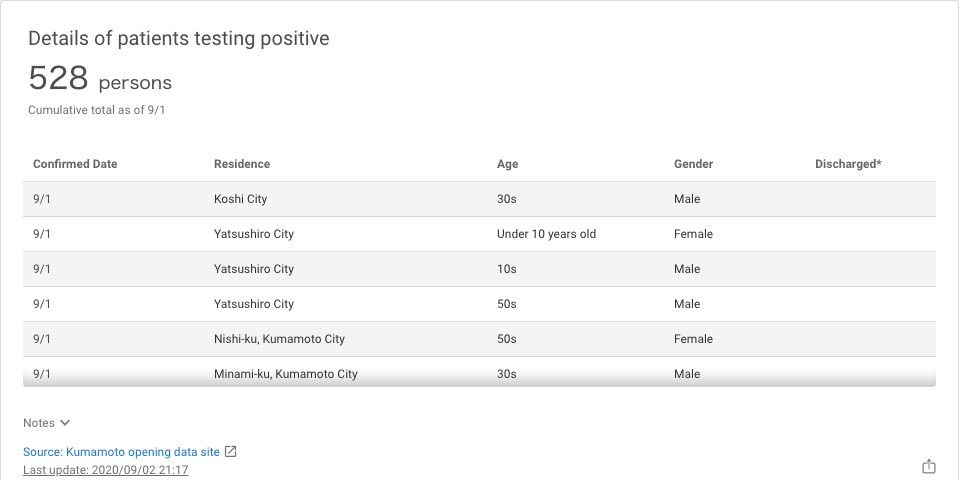 Details of patients testing positive
528 persons
Cumulative total as of 9/1
Confirmed Date Residence Age Gender Discharged*
9/1 Koshi City 30s Male
9/1 Yatsushiro City Under 10 years old Female
9/1 Yatsushiro City 10s Male
9/1 Yatsushiro City 50s Male
9/1 Nishi-ku, Kumamoto City 50s Female
9/1 Minami-ku, Kumamoto City 30s Male
Notes
Source: Kumamoto opening data site
Last update: 2020/09/02 21:17